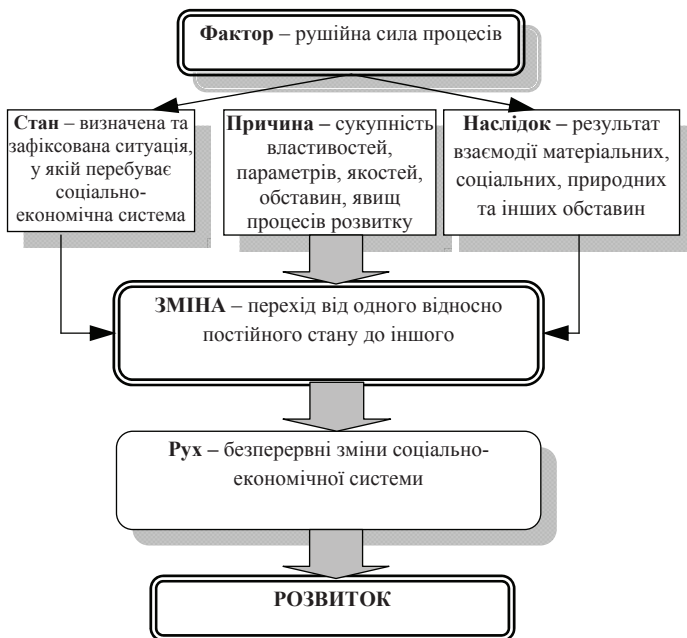 Фактор – рушійна сила процесів
Стан – визначена та
зафіксована ситуація,
у якій перебуває
соціально-
економічна система
Причина – сукупність
властивостей,
параметрів, якостей,
обставин, явищ
процесів розвитку
Наслідок – результат
взаємодії матеріальних,
соціальних, природних
та інших обставин
ЗМІНА – перехід від одного відносно
постійного стану до іншого
Рух – безперервні зміни соціально-
економічної системи
РОЗВИТОК